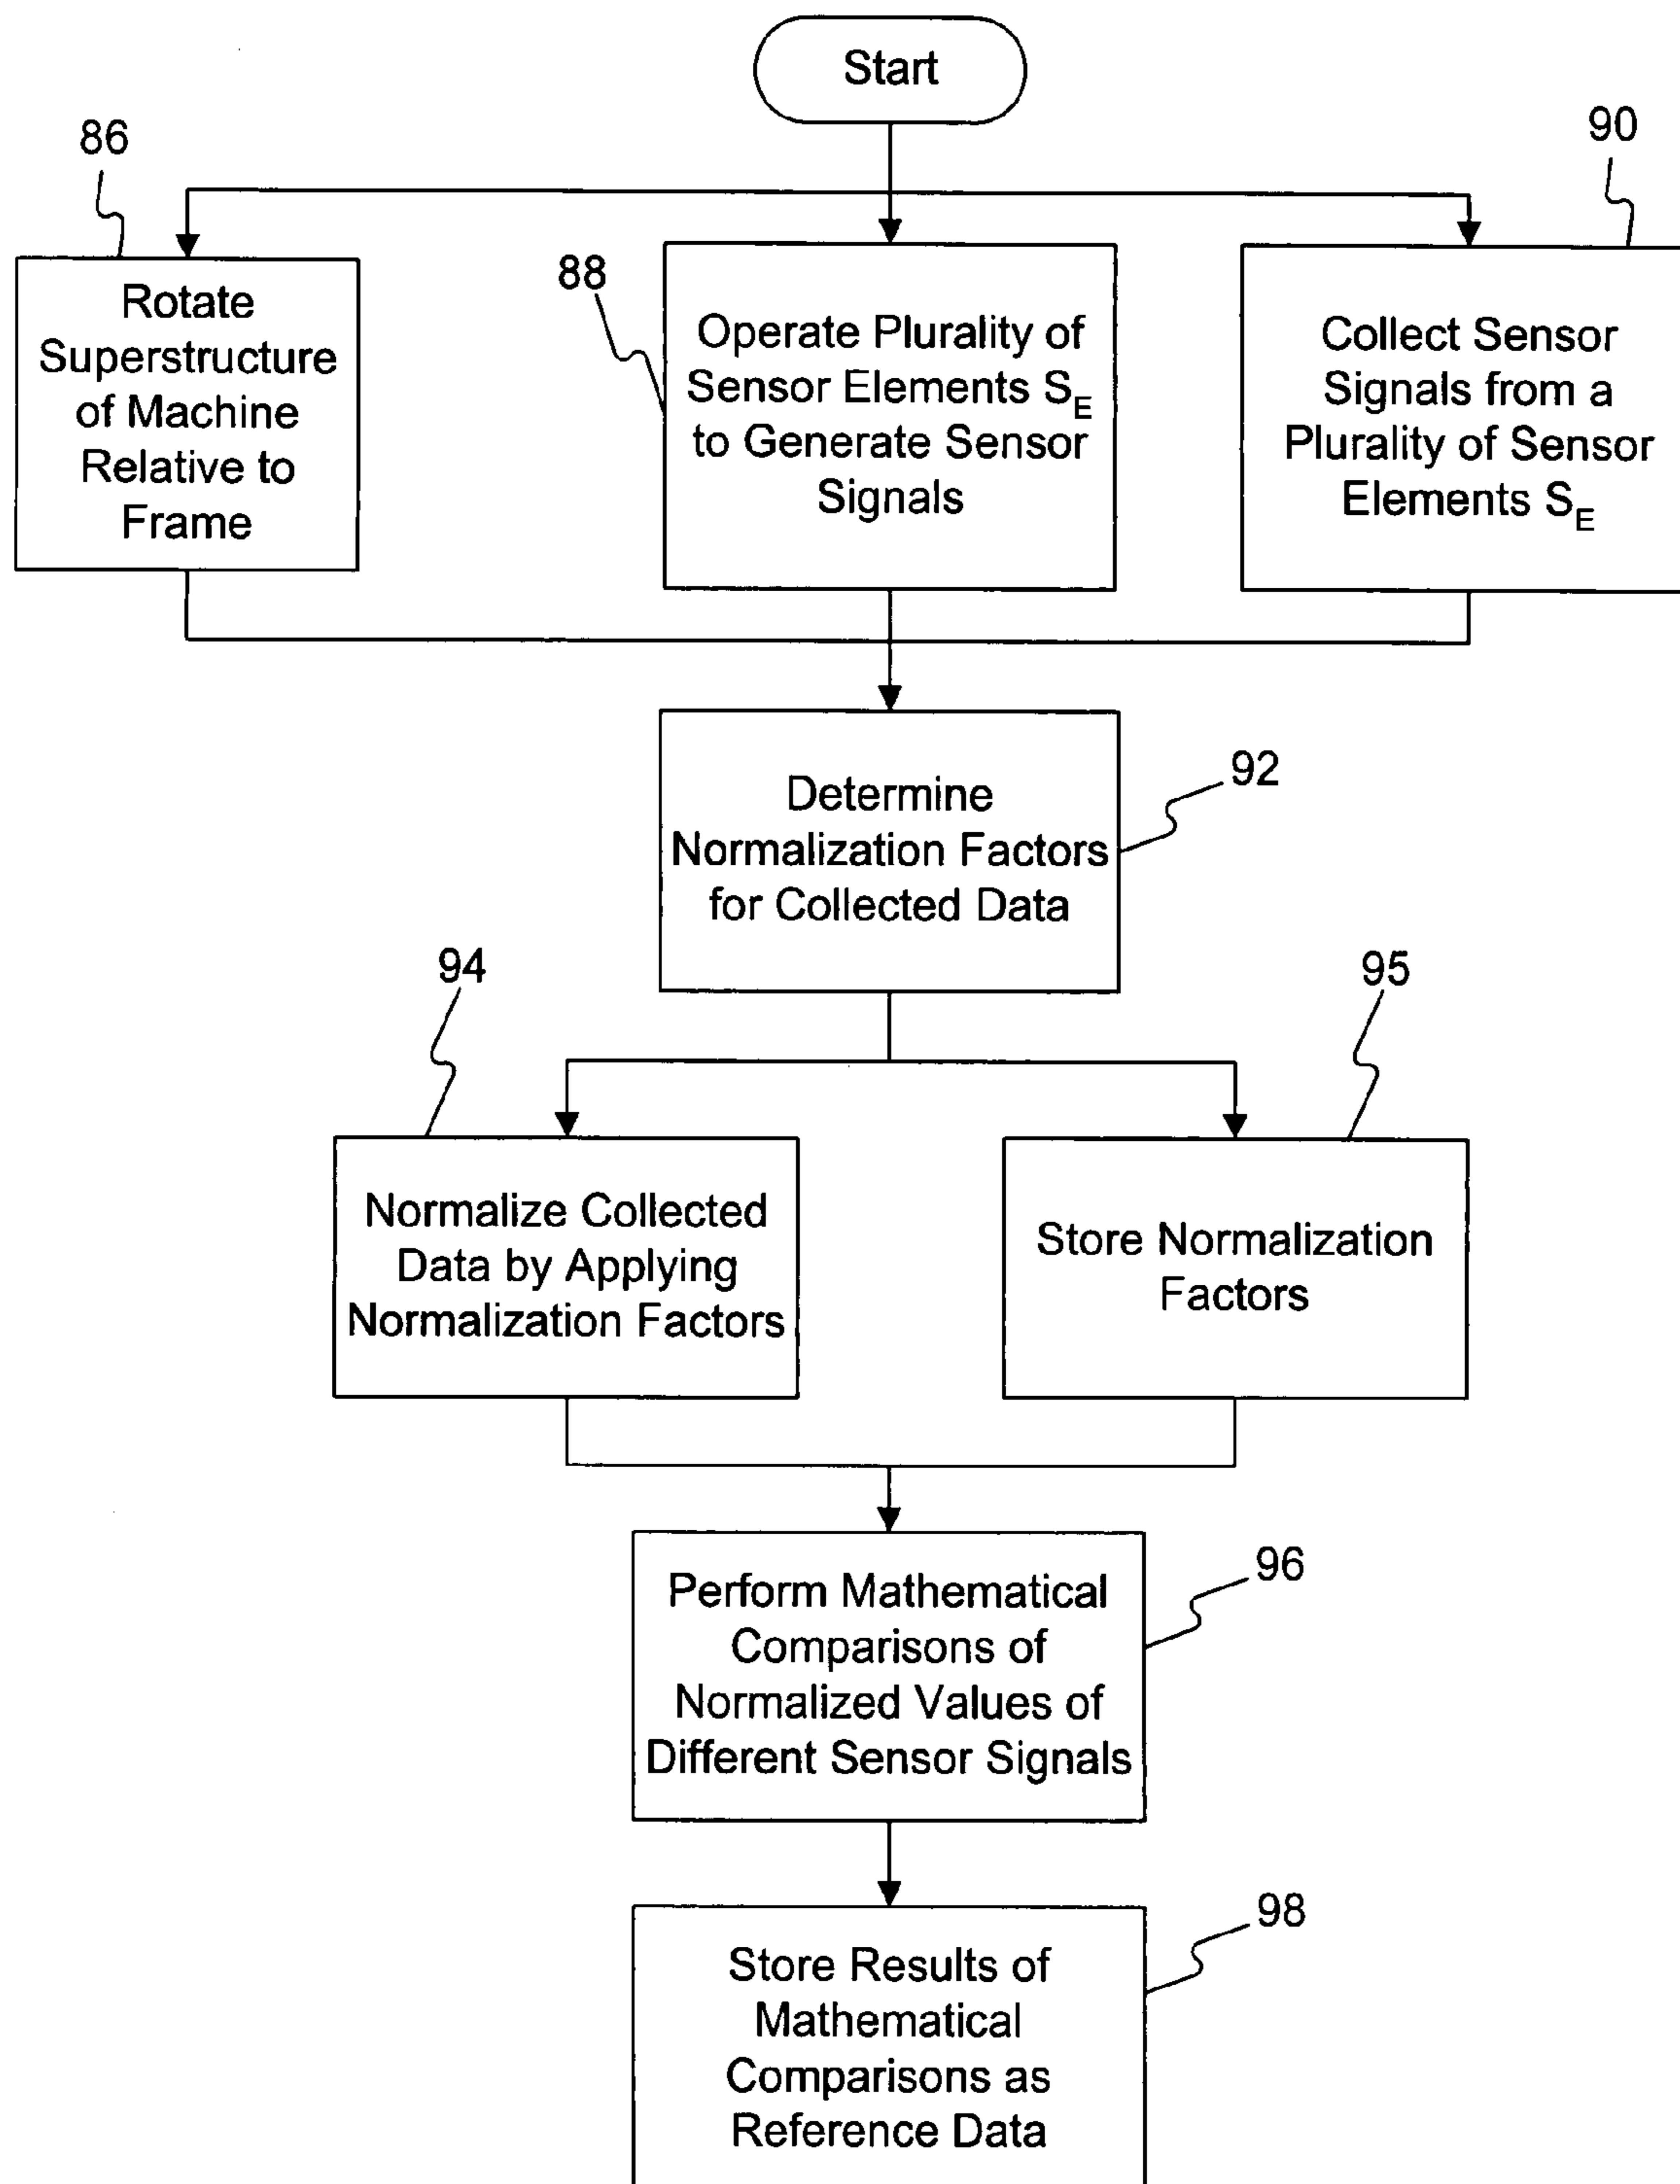 Start
86
90
Rotate
Superstructure
of Machine
Relative to
Frame
88
Operate Plurality of
Sensor Elements S_E
to Generate Sensor
Signals
Collect Sensor
Signals from a
Plurality of Sensor
Elements S_E
Determine
Normalization Factors
for Collected Data
92
94
95
Normalize Collected
Data by Applying
Normalization Factors
Store Normalization
Factors
Perform Mathematical
Comparisons of
Normalized Values of
Different Sensor Signals
96
Store Results of
Mathematical
Comparisons as
Reference Data
98